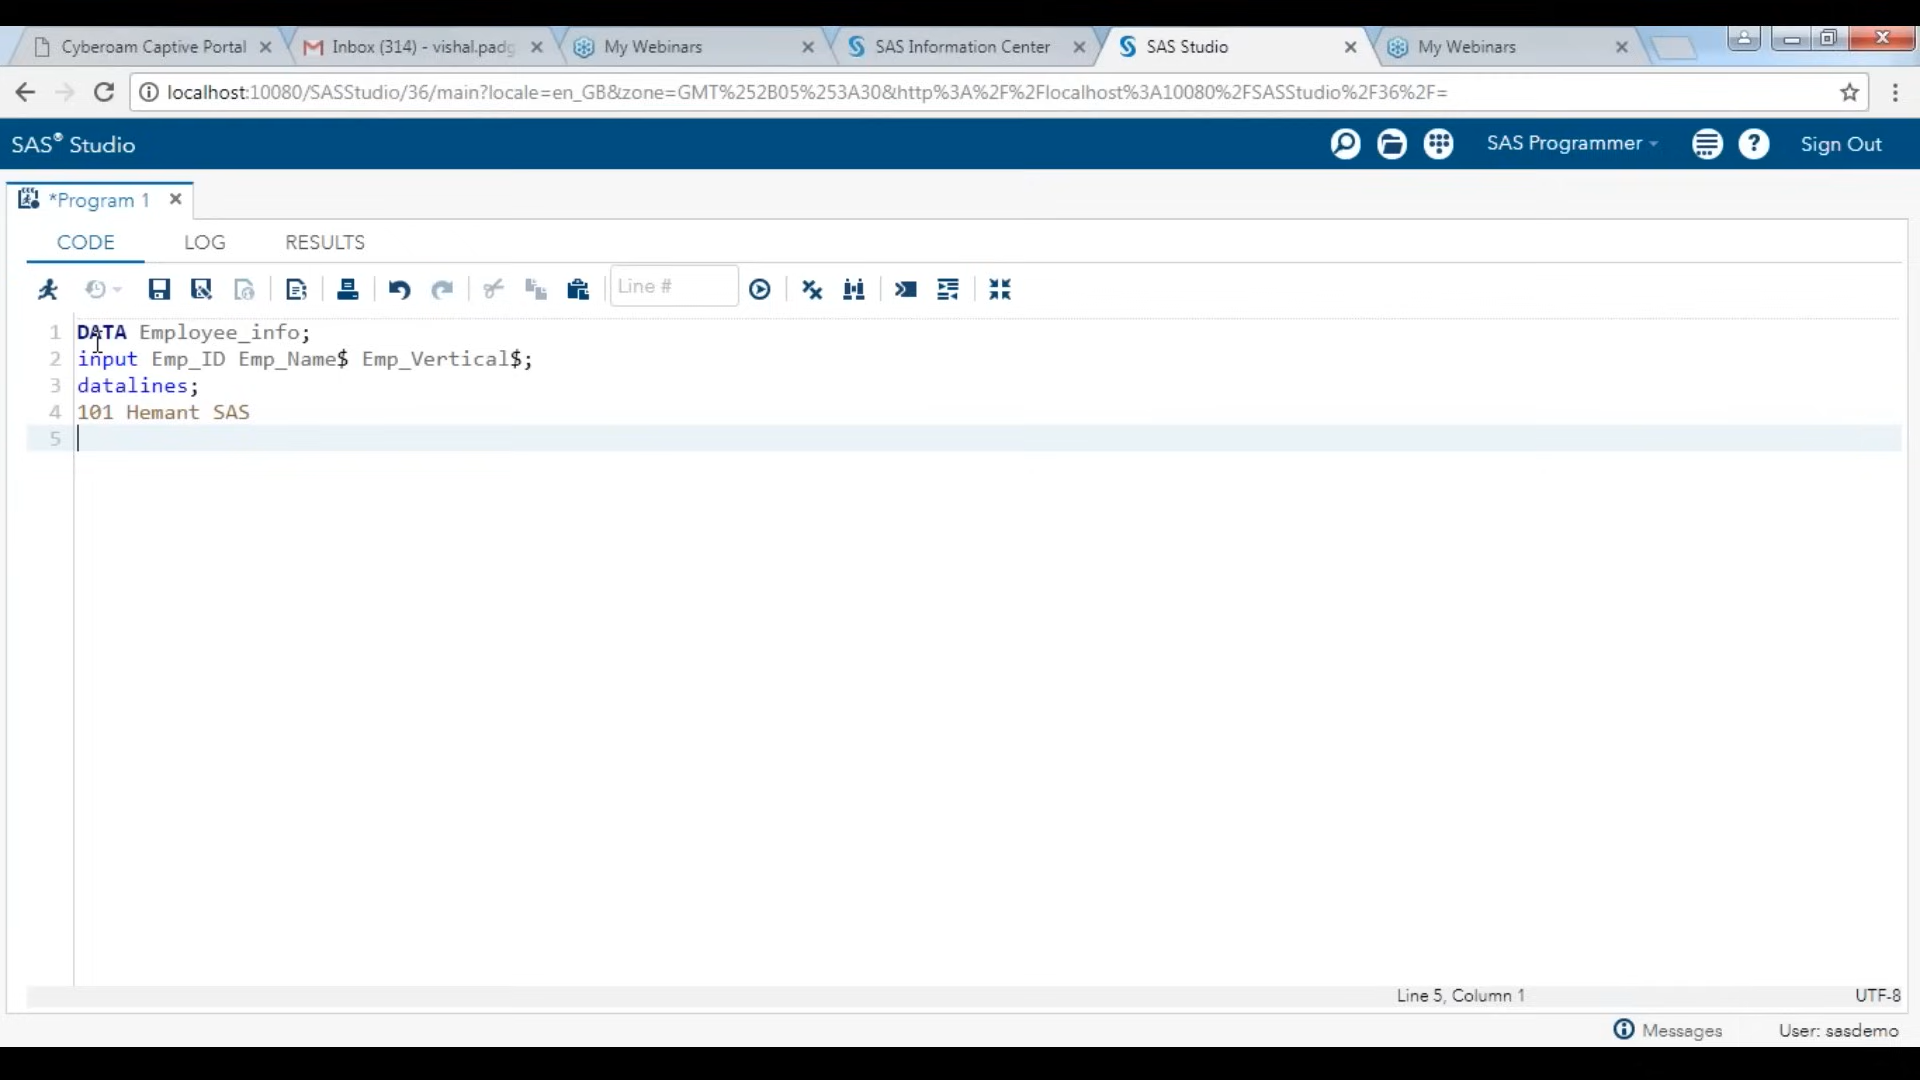 Cyberoam Captive Portal
Inbox (314) - vishal.padg
My Webinars
SAS Information Center
SAS Studio
My Webinars
localhost:10080/SASStudio/36/main?locale=en_GB&zone=GMT%252B05%253A30&http%3A%2F%2Flocalhost%3A10080%2FSASStudio%2F36%2F=
SAS® Studio
SAS Programmer
Sign Out
*Program 1
CODE
LOG
RESULTS
Line #
1 DATA Employee_info;
2 input Emp_ID Emp_Name$ Emp_Vertical$;
3 datalines;
4 101 Hemant SAS
5
Line 5, Column 1
UTF-8
Messages
User: sasdemo